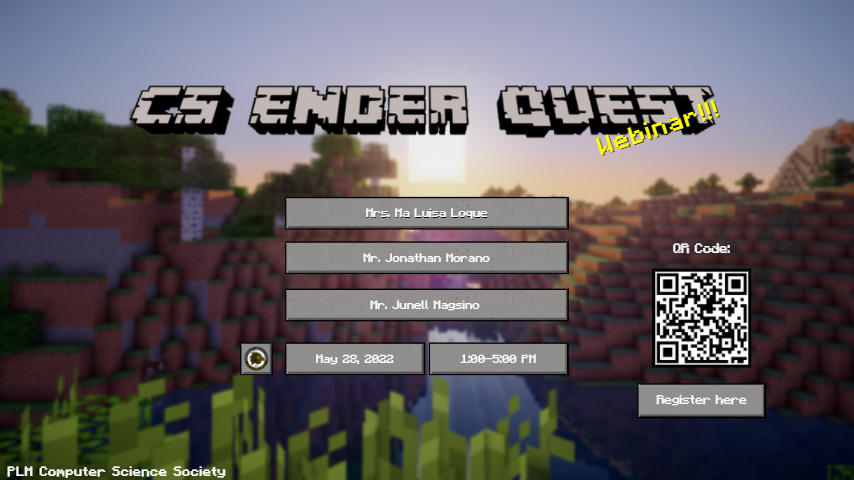 CS ENDER QUEST
Webinar!!!
Mrs. Ma Luisa Loque
Mr. Jonathan Morano
Mr. Junell Magsino
May 28, 2022
1:00-5:00 PM
QR Code:
Register here
PLM Computer Science Society